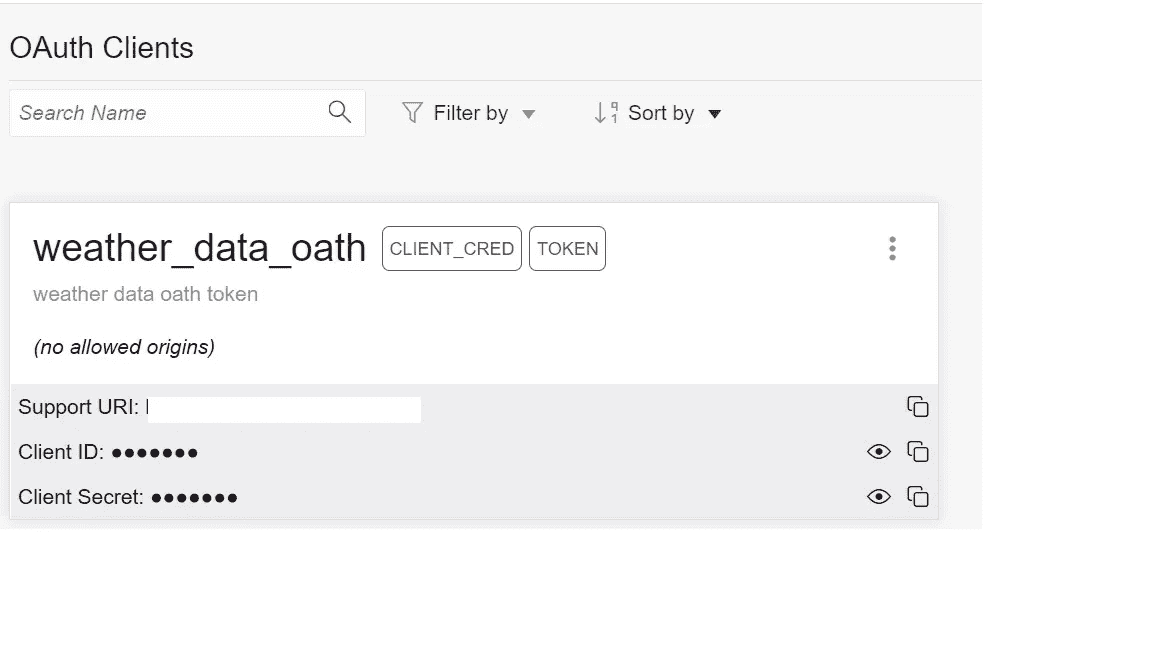 OAuth Clients
Search Name Filter by Sort by
weather_data_oath CLIENT_CRED TOKEN
weather data oath token
(no allowed origins)
Support URI:
Client ID: ●●●●●●●
Client Secret: ●●●●●●●